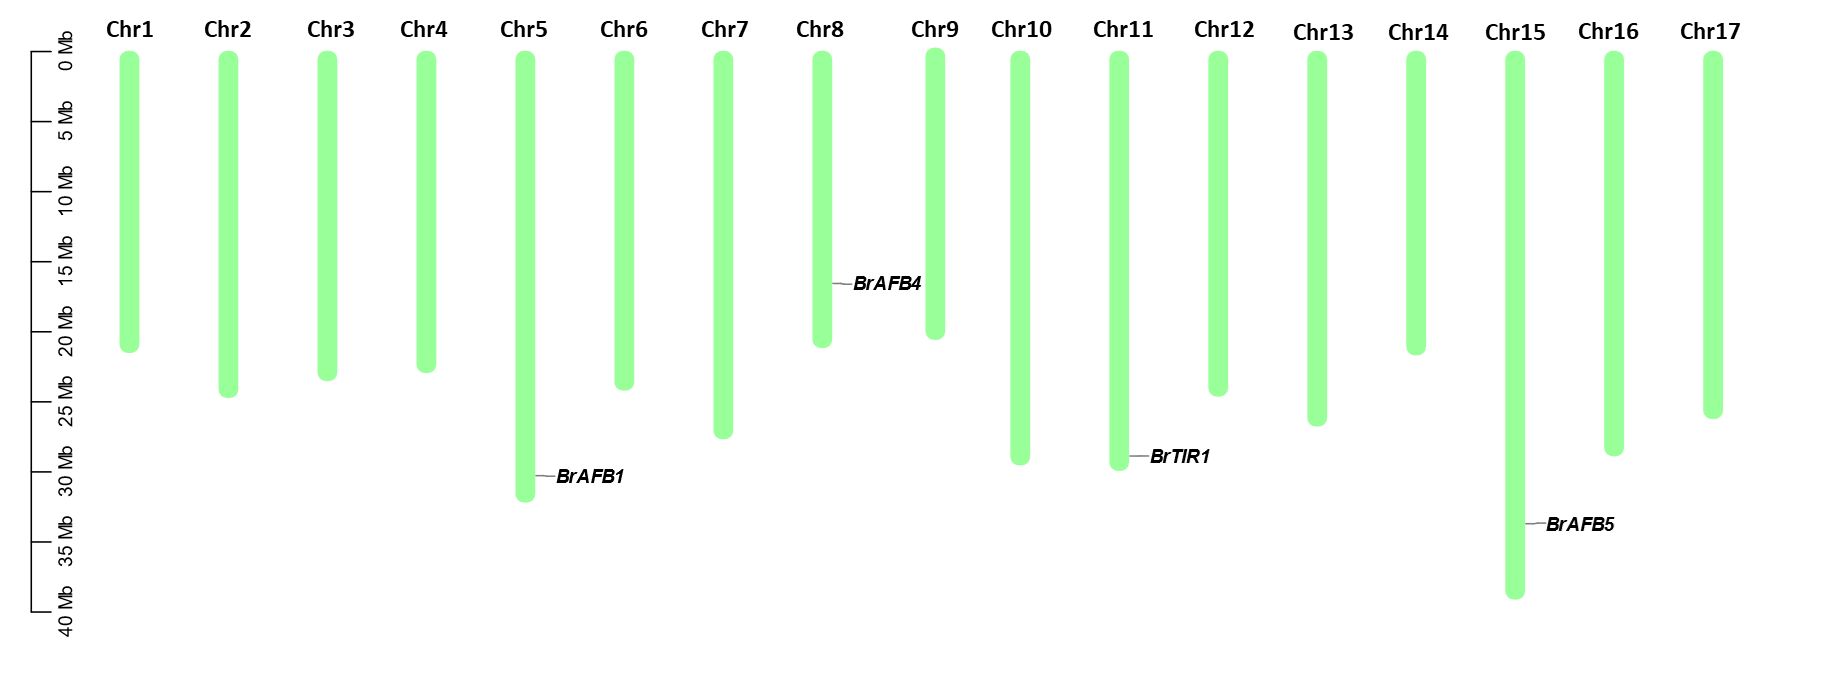 Chr1 Chr2 Chr3 Chr4 Chr5 Chr6 Chr7 Chr8 Chr9 Chr10 Chr11 Chr12 Chr13 Chr14 Chr15 Chr16 Chr17
0 Mb
5 Mb
10 Mb
15 Mb
20 Mb
25 Mb
30 Mb
35 Mb
40 Mb
BrAFB4
BrTIR1
BrAFB1
BrAFB5